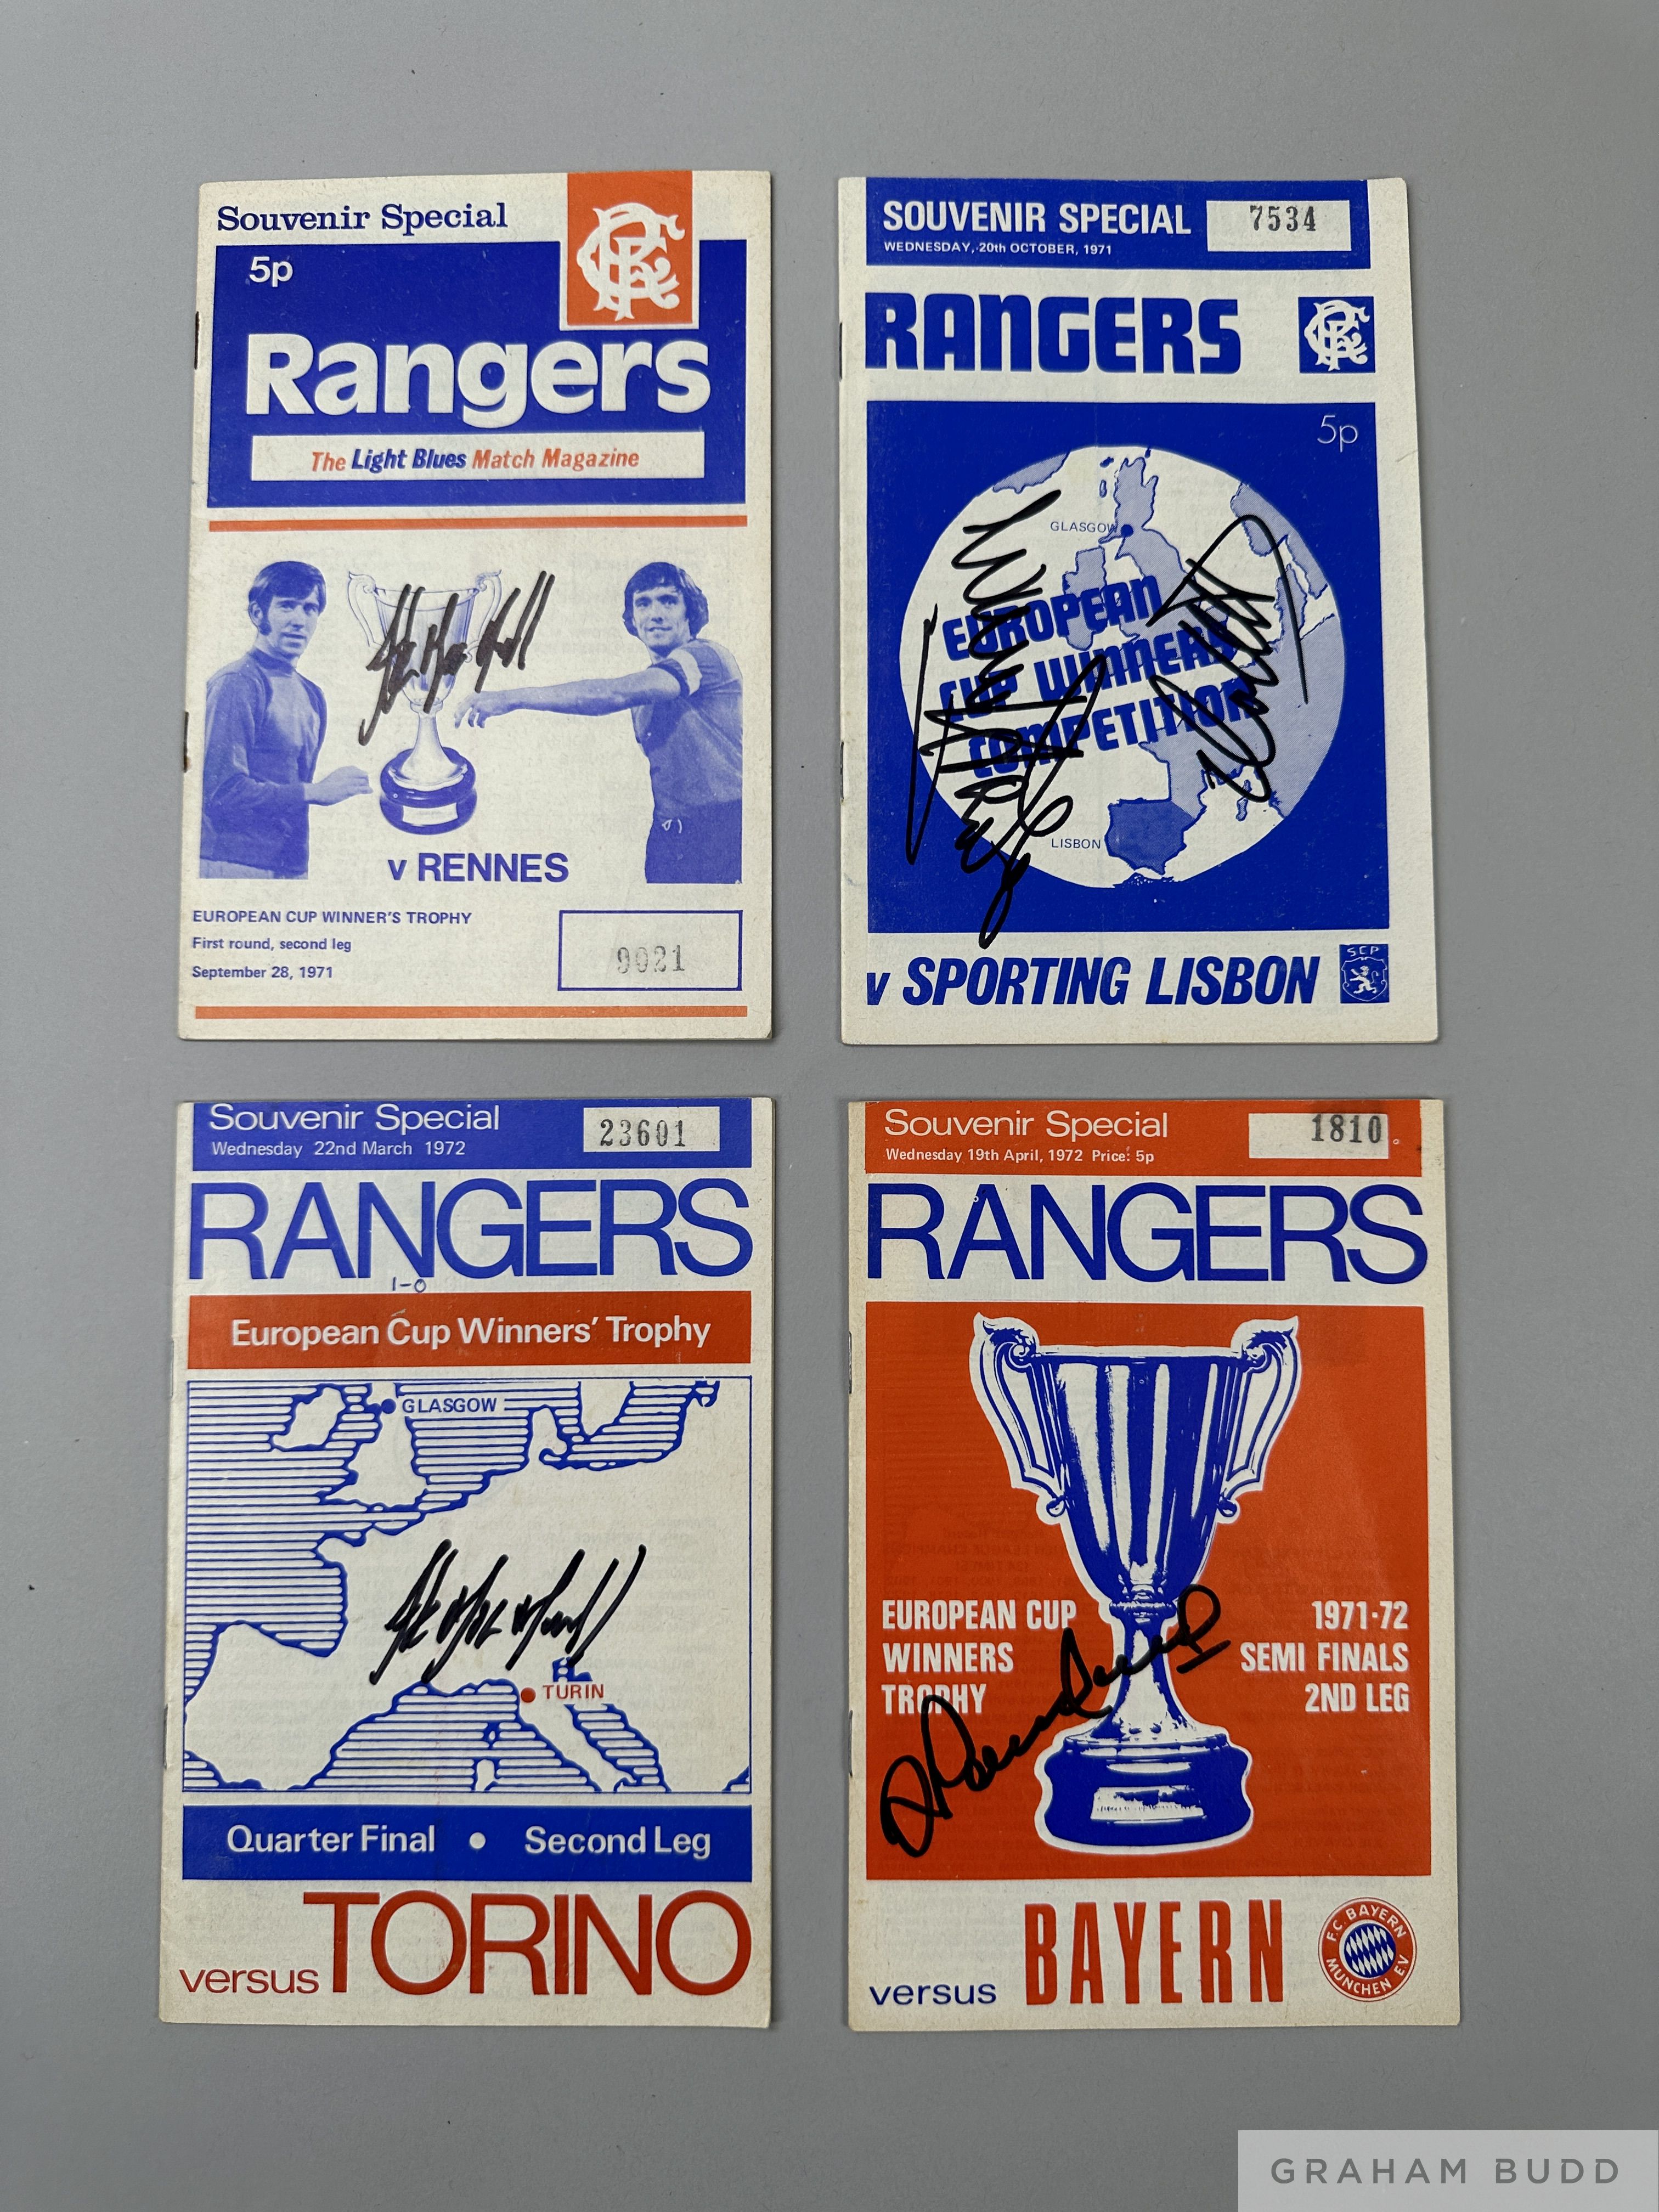 Souvenir Special
5p
Rangers
The Light Blues Match Magazine
v RENNES
EUROPEAN CUP WINNER'S TROPHY
First round, second leg
September 28, 1971
9021
SOUVENIR SPECIAL
7534
WEDNESDAY, 20th OCTOBER, 1971
RANGERS
5p
GLASGOW
EUROPEAN
CUP WINNERS
COMPETITION
LISBON
v SPORTING LISBON
SCP
Souvenir Special
23601
Wednesday 22nd March 1972
RANGERS
1-0
European Cup Winners' Trophy
GLASGOW
TURIN
Quarter Final • Second Leg
versus TORINO
Souvenir Special
1810
Wednesday 19th April, 1972 Price: 5p
RANGERS
EUROPEAN CUP
WINNERS
TROPHY
1971-72
SEMI FINALS
2ND LEG
versus BAYERN
F.C. BAYERN
MÜNCHEN EV
GRAHAM BUDD